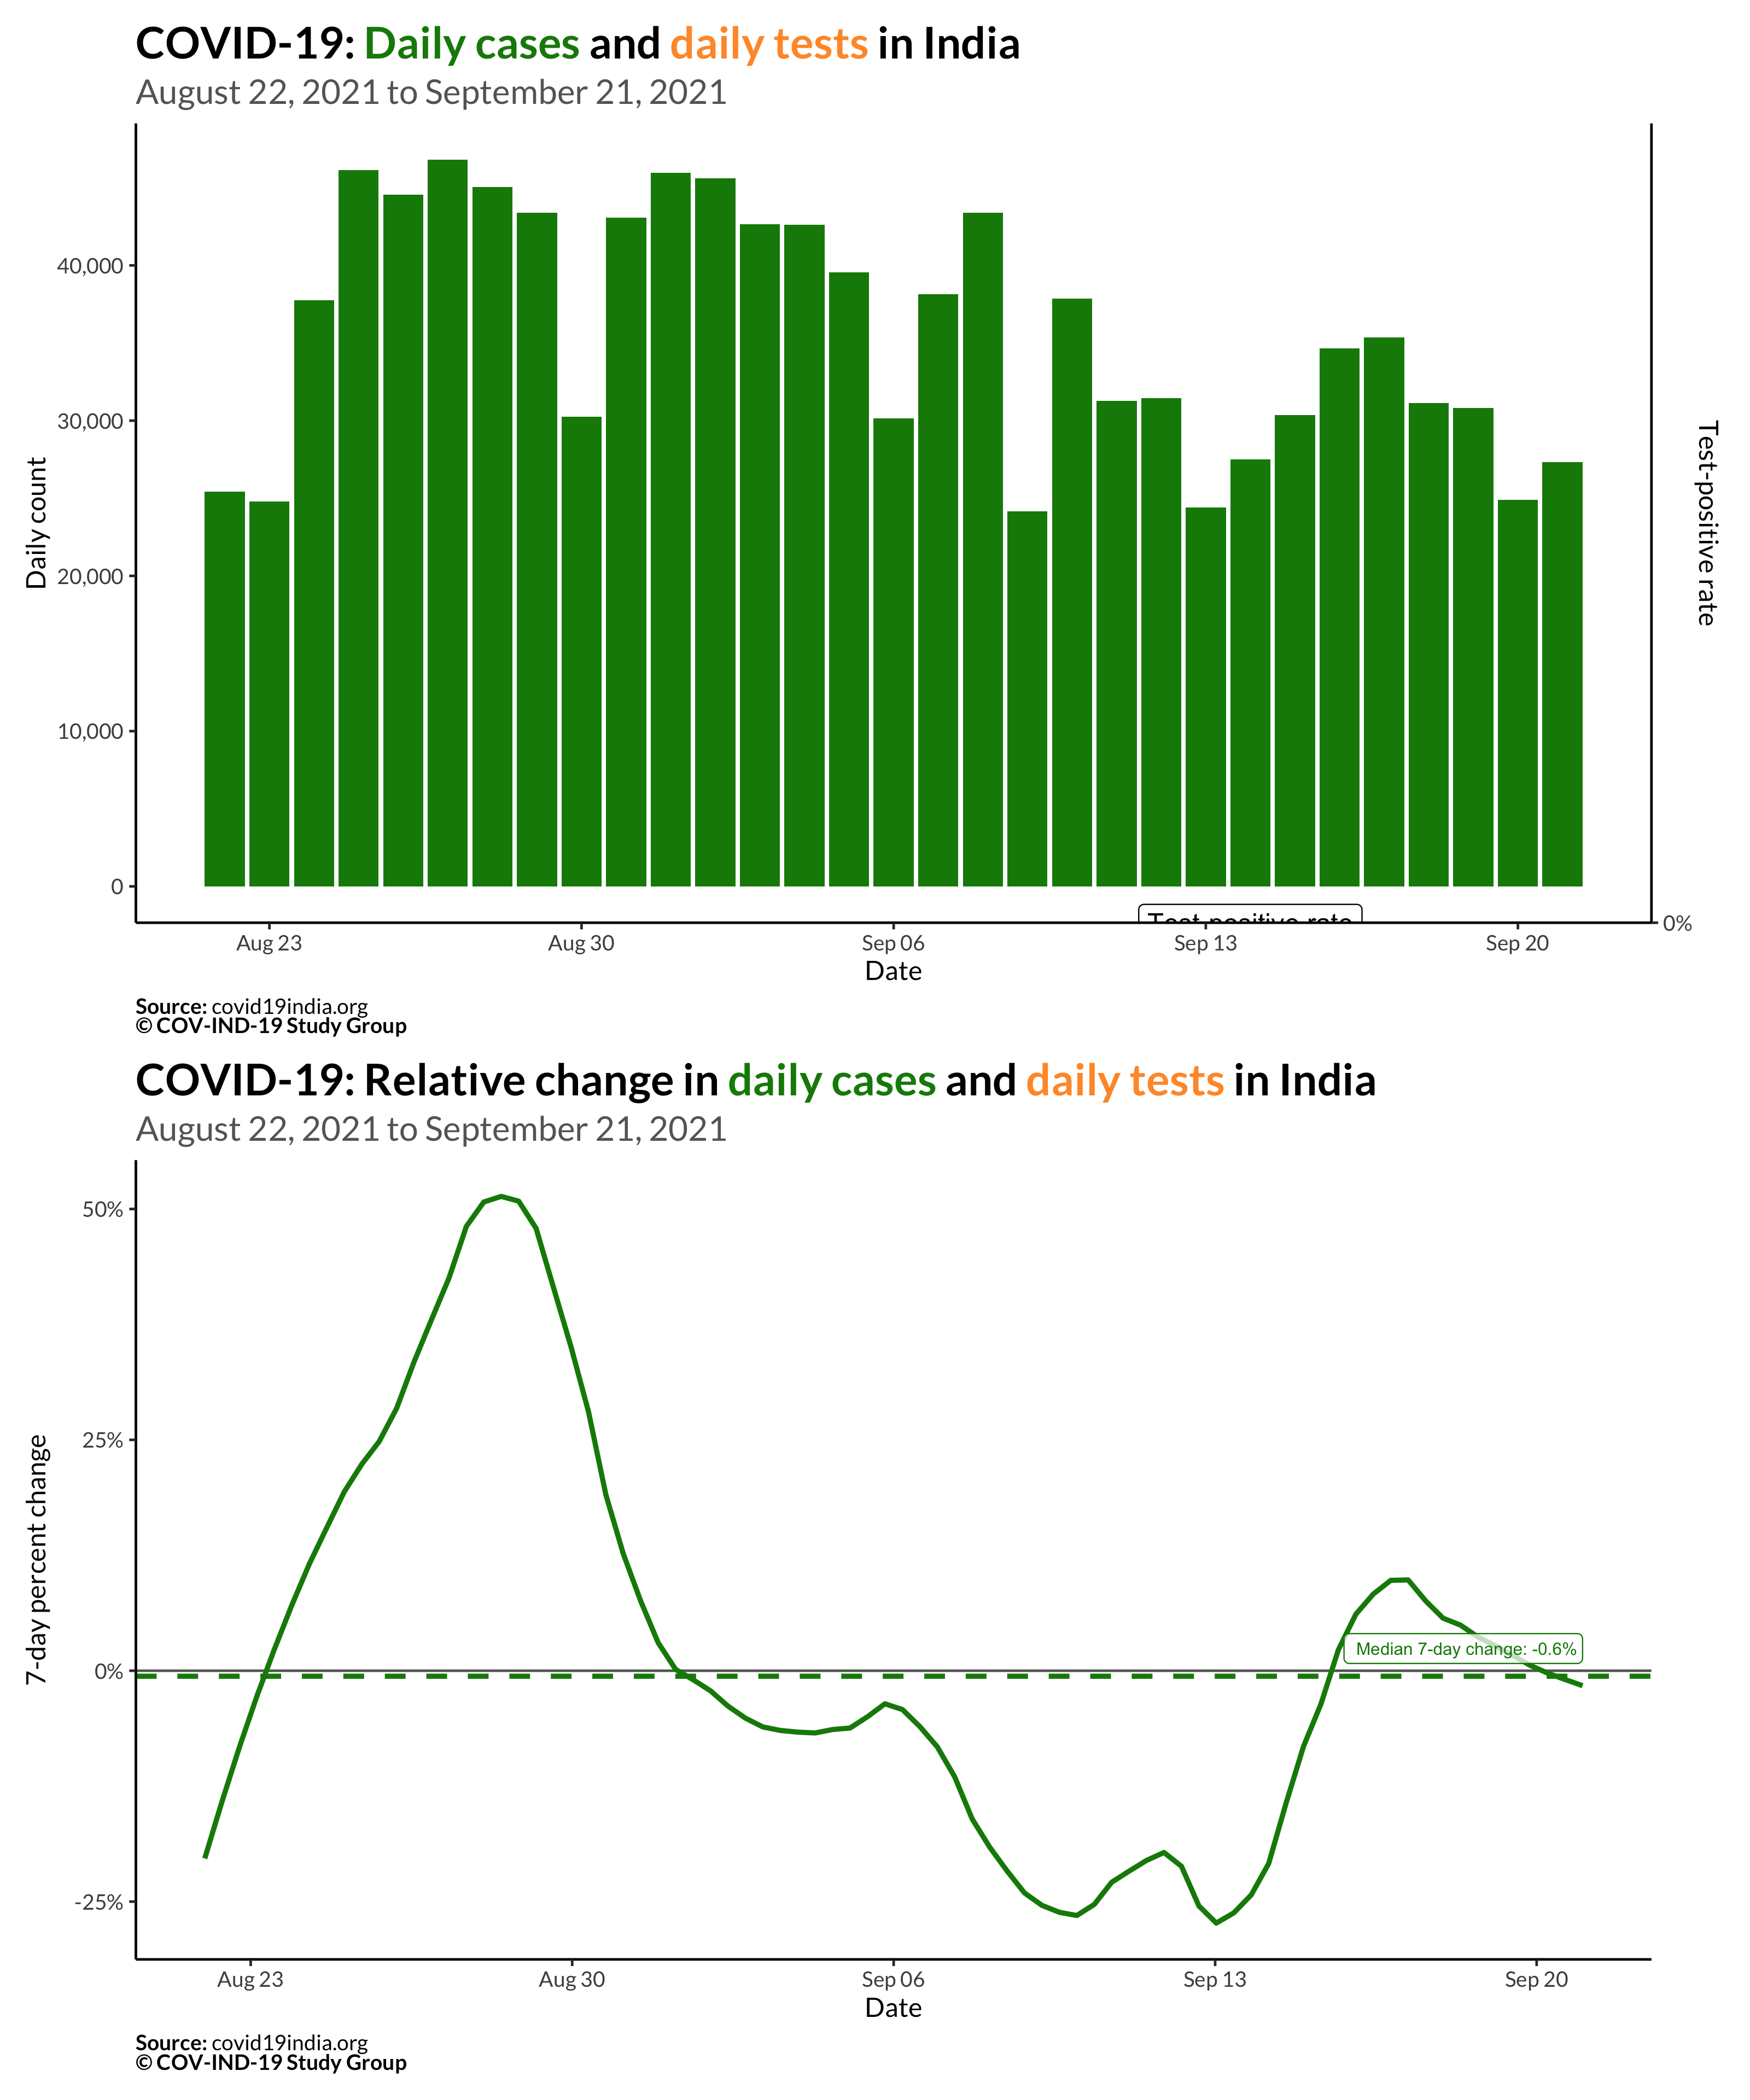 COVID-19: Daily cases and daily tests in India
August 22, 2021 to September 21, 2021
Daily count
40,000
30,000
20,000
10,000
0
Test-positive rate
Test-positive rate
0%
Aug 23
Aug 30
Sep 06
Sep 13
Sep 20
Date
Source: covid19india.org
© COV-IND-19 Study Group
COVID-19: Relative change in daily cases and daily tests in India
August 22, 2021 to September 21, 2021
7-day percent change
50%
25%
0%
-25%
Median 7-day change: -0.6%
Aug 23
Aug 30
Sep 06
Sep 13
Sep 20
Date
Source: covid19india.org
© COV-IND-19 Study Group